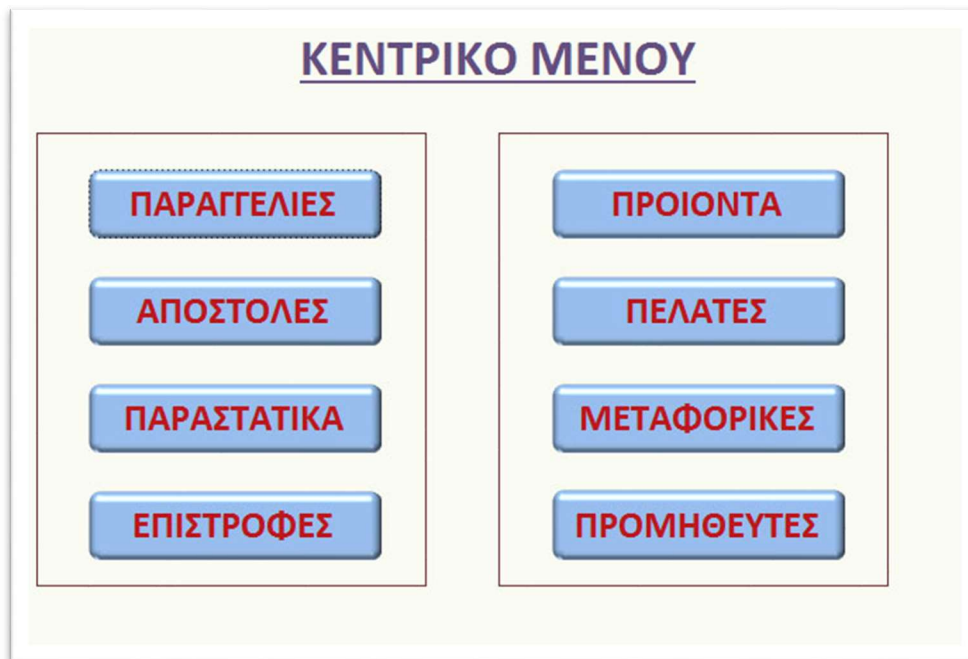 ΚΕΝΤΡΙΚΟ ΜΕΝΟΥ
ΠΑΡΑΓΓΕΛΙΕΣ
ΑΠΟΣΤΟΛΕΣ
ΠΑΡΑΣΤΑΤΙΚΑ
ΕΠΙΣΤΡΟΦΕΣ
ΠΡΟΙΟΝΤΑ
ΠΕΛΑΤΕΣ
ΜΕΤΑΦΟΡΙΚΕΣ
ΠΡΟΜΗΘΕΥΤΕΣ